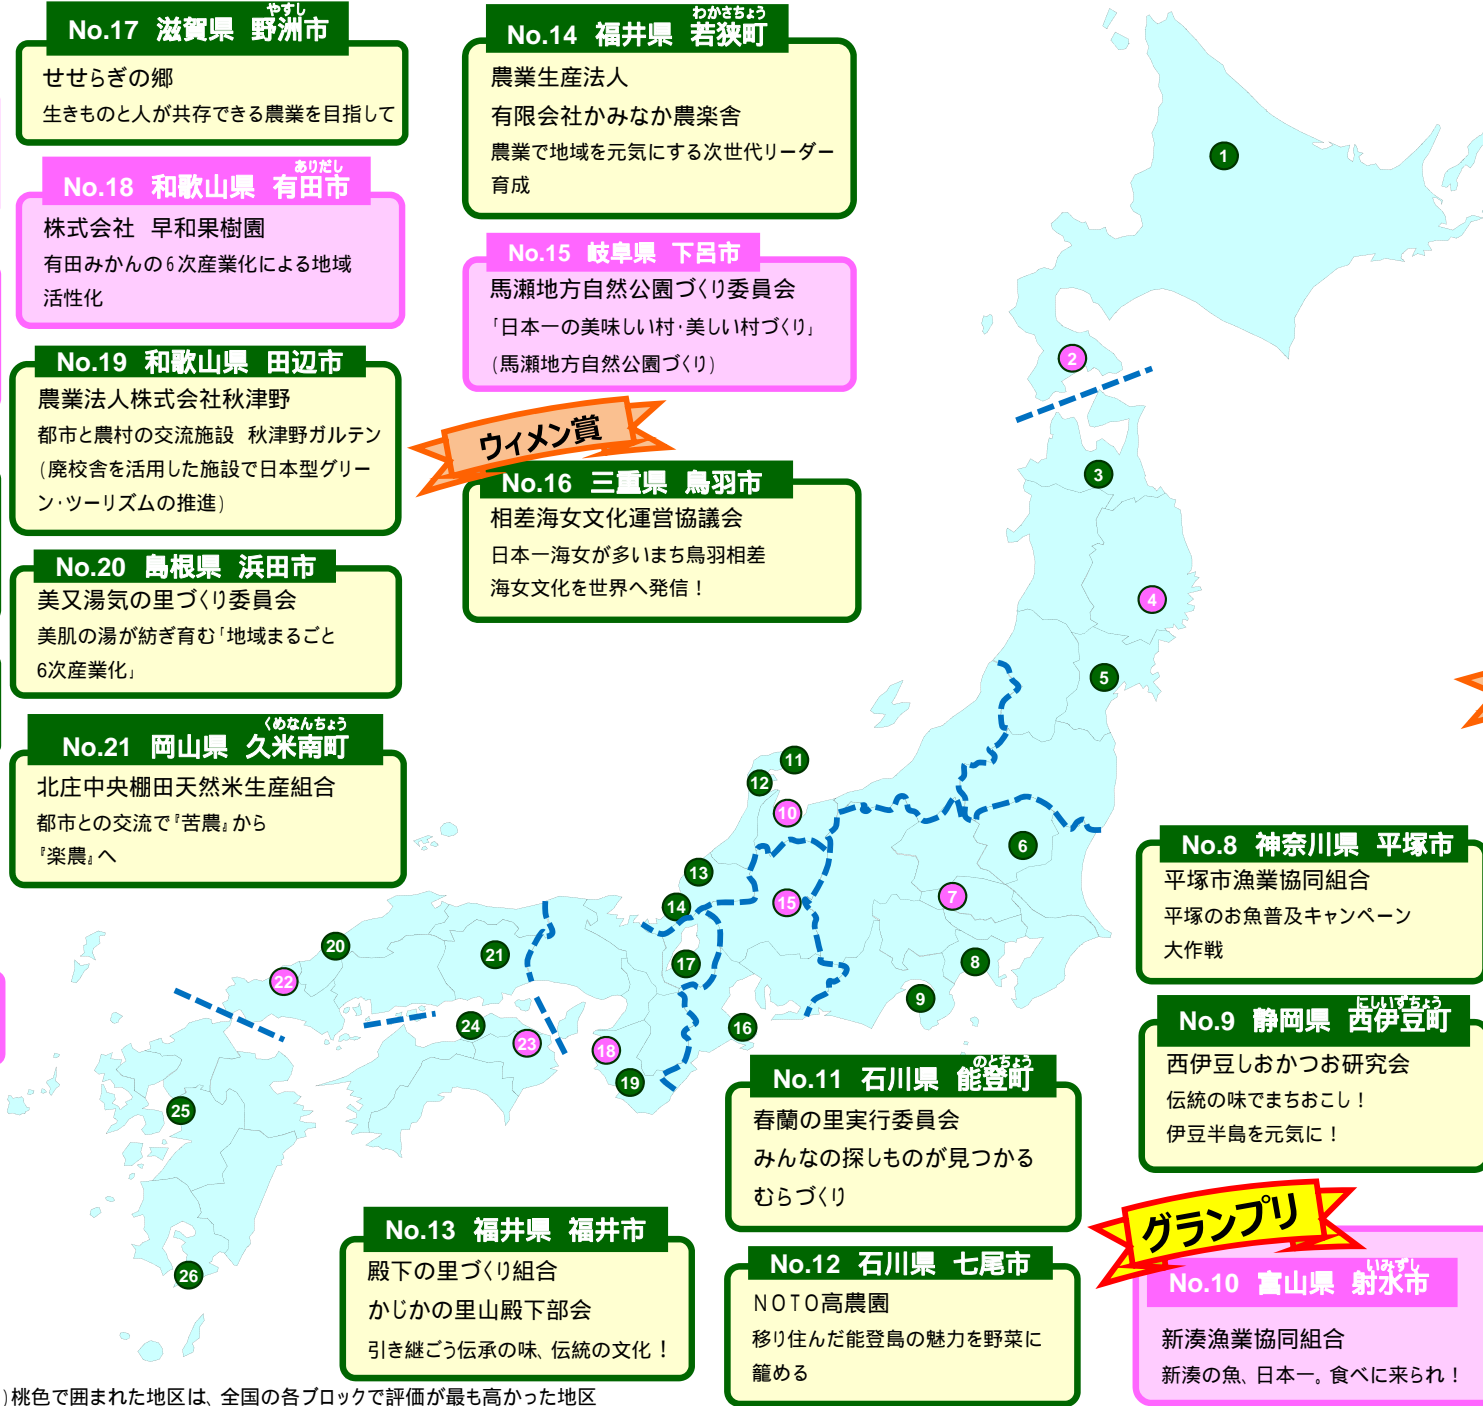 やすし
No.17 滋賀県 野洲市
せせらぎの郷
生きものと人が共存できる農業を目指して
ありだし
No.18 和歌山県 有田市
株式会社 早和果樹園
有田みかんの6次産業化による地域
活性化
No.19 和歌山県 田辺市
農業法人株式会社秋津野
都市と農村の交流施設 秋津野ガルテン
(廃校舎を活用した施設で日本型グリー
ン・ツーリズムの推進)
No.20 島根県 浜田市
美又湯気の里づくり委員会
美肌の湯が紡ぎ育む「地域まるごと
6次産業化」
くめなんちょう
No.21 岡山県 久米南町
北庄中央棚田天然米生産組合
都市との交流で『苦農』から
『楽農』へ
わかさちょう
No.14 福井県 若狭町
農業生産法人
有限会社かみなか農楽舎
農業で地域を元気にする次世代リーダー
育成
No.15 岐阜県 下呂市
馬瀬地方自然公園づくり委員会
「日本一の美味しい村・美しい村づくり」
(馬瀬地方自然公園づくり)
ウィメン賞
No.16 三重県 鳥羽市
相差海女文化運営協議会
日本一海女が多いまち鳥羽相差
海女文化を世界へ発信！
1
2
3
4
5
11
12
10
6
13
7
15
14
20
21
17
8
22
9
24
16
23
18
19
25
26
No.8 神奈川県 平塚市
平塚市漁業協同組合
平塚のお魚普及キャンペーン
大作戦
にしいずちょう
No.9 静岡県 西伊豆町
西伊豆しおかつお研究会
伝統の味でまちおこし！
伊豆半島を元気に！
のとちょう
No.11 石川県 能登町
春蘭の里実行委員会
みんなの探しものが見つかる
むらづくり
No.13 福井県 福井市
殿下の里づくり組合
かじかの里山殿下部会
引き継ごう伝承の味、伝統の文化！
No.12 石川県 七尾市
NOTO高農園
移り住んだ能登島の魅力を野菜に
籠める
グランプリ
いみずし
No.10 富山県 射水市
新湊漁業協同組合
新湊の魚、日本一。食べに来られ！
)桃色で囲まれた地区は、全国の各ブロックで評価が最も高かった地区